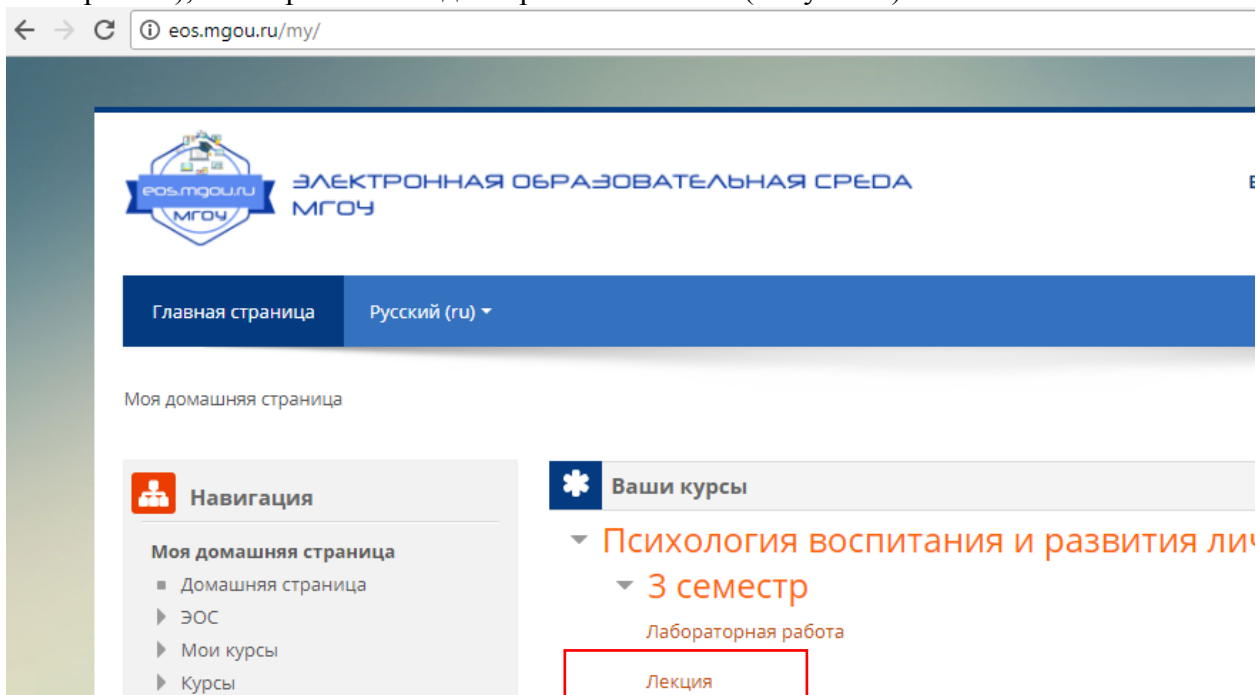 eos.mgou.ru/my/
eos.mgou.ru
МГОУ
ЭЛЕКТРОННАЯ ОБРАЗОВАТЕЛЬНАЯ СРЕДА
МГОУ
Главная страница
Русский (ru)
Моя домашняя страница
Навигация
Моя домашняя страница
Домашняя страница
ЭОС
Мои курсы
Курсы
Ваши курсы
Психология воспитания и развития
3 семестр
Лабораторная работа
Лекция